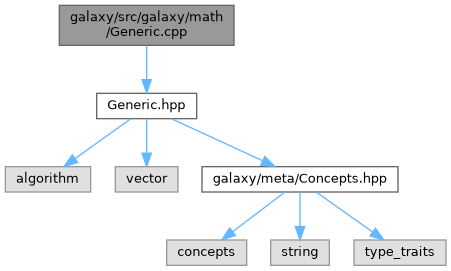 galaxy/src/galaxy/math
/Generic.cpp
Generic.hpp
algorithm
vector
galaxy/meta/Concepts.hpp
concepts
string
type_traits